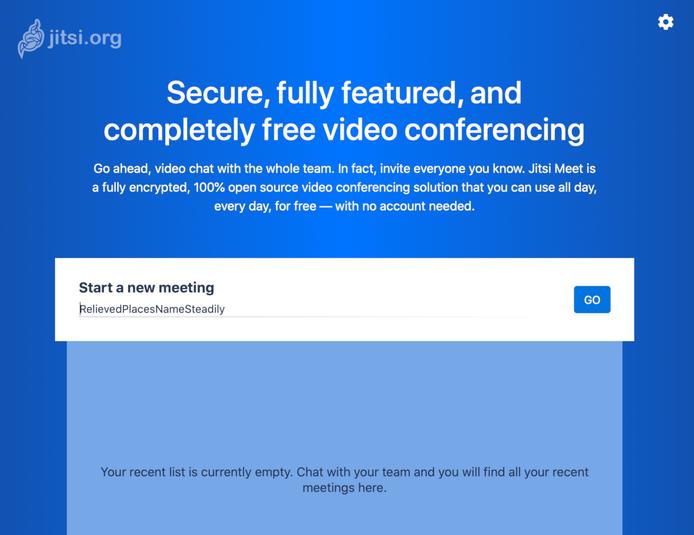 jitsi.org
Secure, fully featured, and
completely free video conferencing
Go ahead, video chat with the whole team. In fact, invite everyone you know. Jitsi Meet is
a fully encrypted, 100% open source video conferencing solution that you can use all day,
every day, for free — with no account needed.
Start a new meeting
RelievedPlacesNameSteadily
GO
Your recent list is currently empty. Chat with your team and you will find all your recent
meetings here.